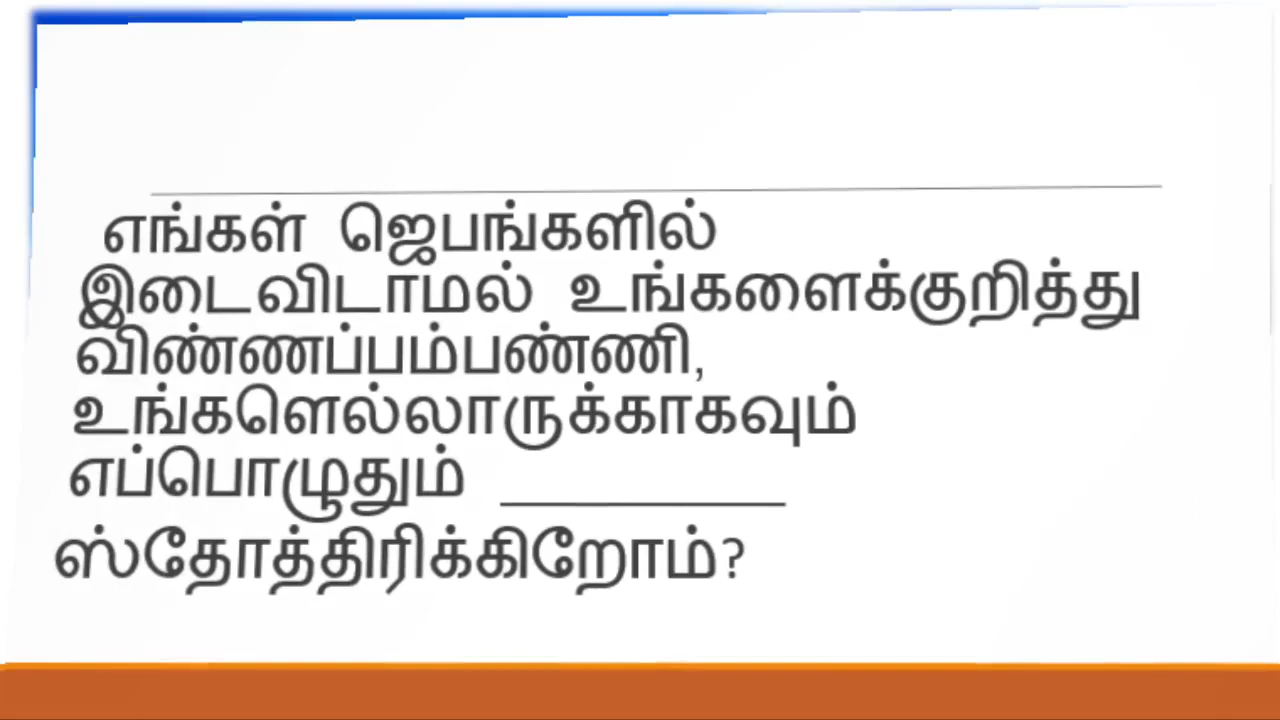 எங்கள் ஜெபங்களில்
இடைவிடாமல் உங்களைக்குறித்து
விண்ணப்பம்பண்ணி,
உங்களெல்லாருக்காகவும்
எப்பொழுதும் __________
ஸ்தோத்திரிக்கிறோம்?